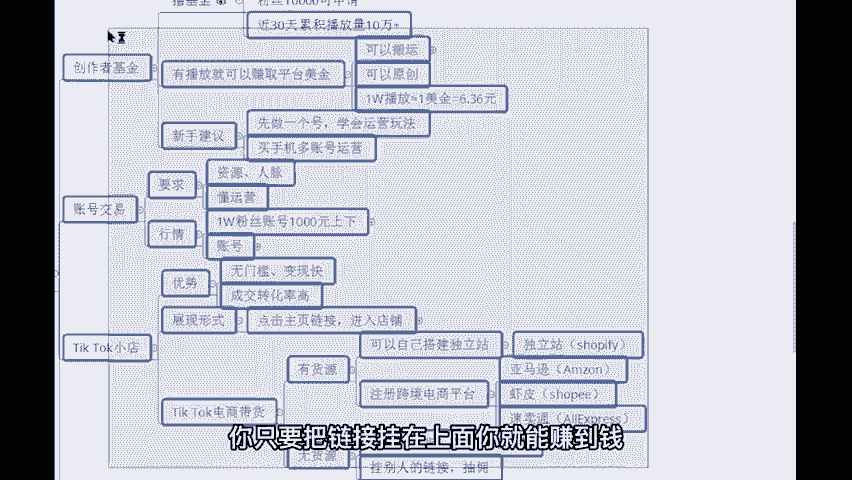 粉丝10000可申请
近30天累积播放量10万+
可以搬运
创作者基金
有播放就可以赚取平台美金
可以原创
1W播放≈1美金=6.36元
先做一个号，学会运营玩法
新手建议
买手机多账号运营
资源、人脉
要求
懂运营
账号交易
1W粉丝账号1000元上下
行情
账号
无门槛、变现快
优势
成交转化率高
展现形式
点击主页链接，进入店铺
Tik Tok小店
可以自己搭建独立站
独立站（shopify）
有货源
亚马逊（Amzon）
注册跨境电商平台
虾皮（shopee）
Tik Tok电商带货
速卖通（AliExpress）
你只要把链接挂在上面你就能赚到钱
无货源
挂别人的链接，抽佣